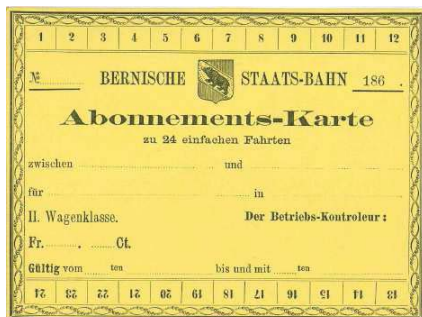 1 2 3 4 5 6 7 8 9 10 11 12
№ BERNISCHE STAATS-BAHN 186 .
Abonnements-Karte
zu 24 einfachen Fahrten
zwischen und
für in
II. Wagenklasse. Der Betriebs-Kontroleur:
Fr. . Ct.
Gültig vom ten bis und mit ten
24 23 22 21 20 19 18 17 16 15 14 13